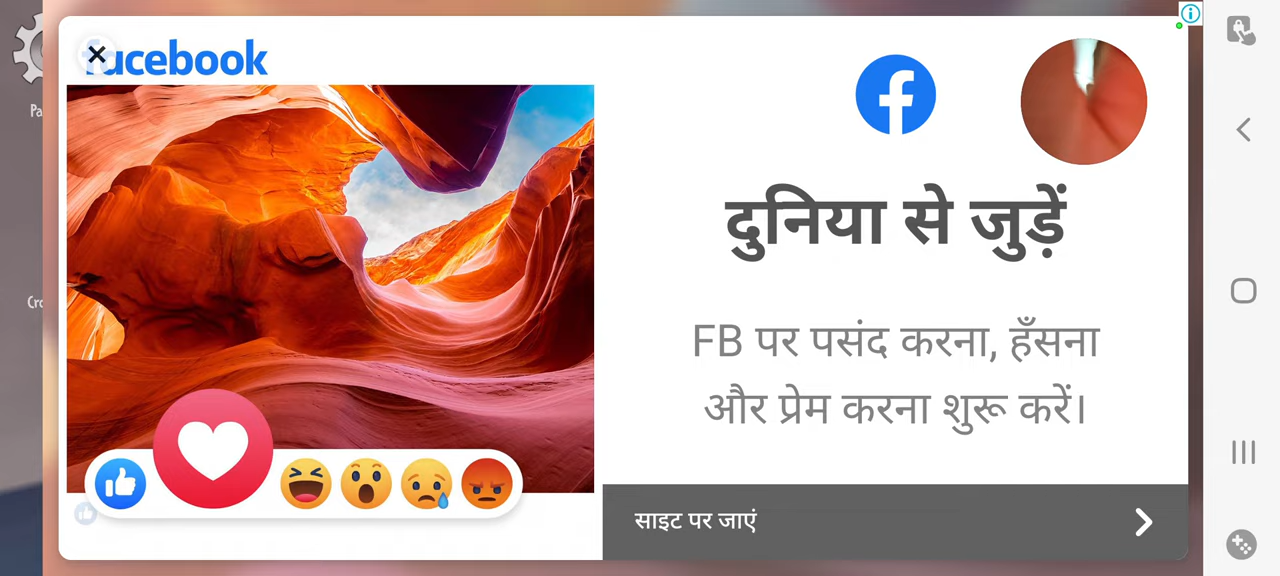 facebook
दुनिया से जुड़ें
FB पर पसंद करना, हँसना
और प्रेम करना शुरू करें।
साइट पर जाएं